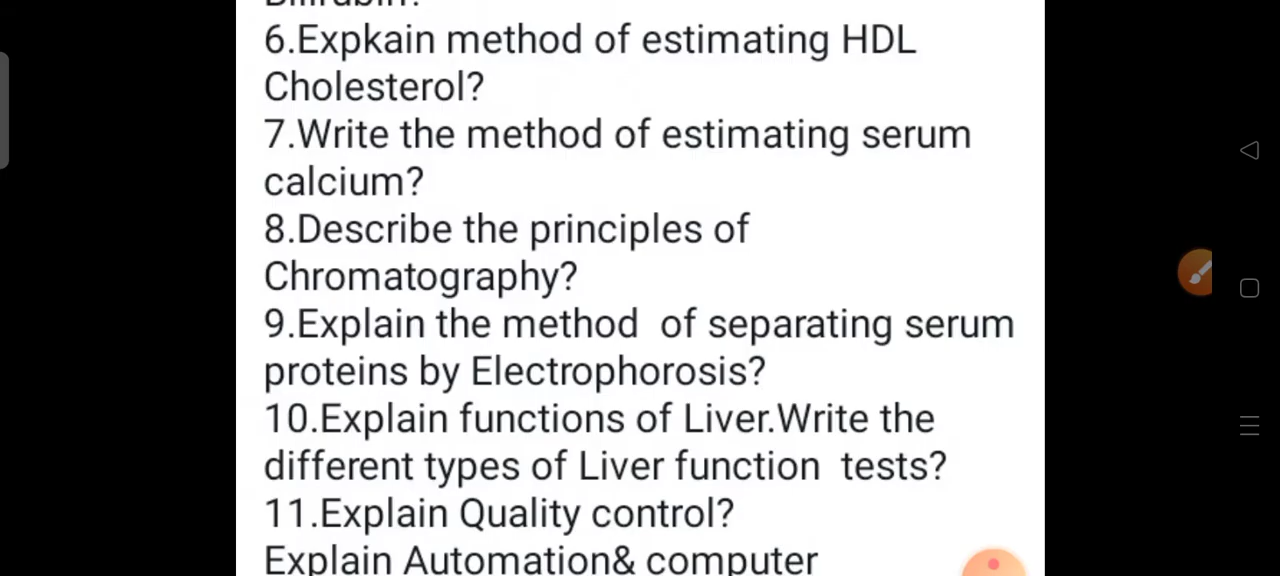 6.Expkain method of estimating HDL
Cholesterol?
7.Write the method of estimating serum
calcium?
8.Describe the principles of
Chromatography?
9.Explain the method  of separating serum
proteins by Electrophorosis?
10.Explain functions of Liver.Write the
different types of Liver function  tests?
11.Explain Quality control?
Explain Automation& computer